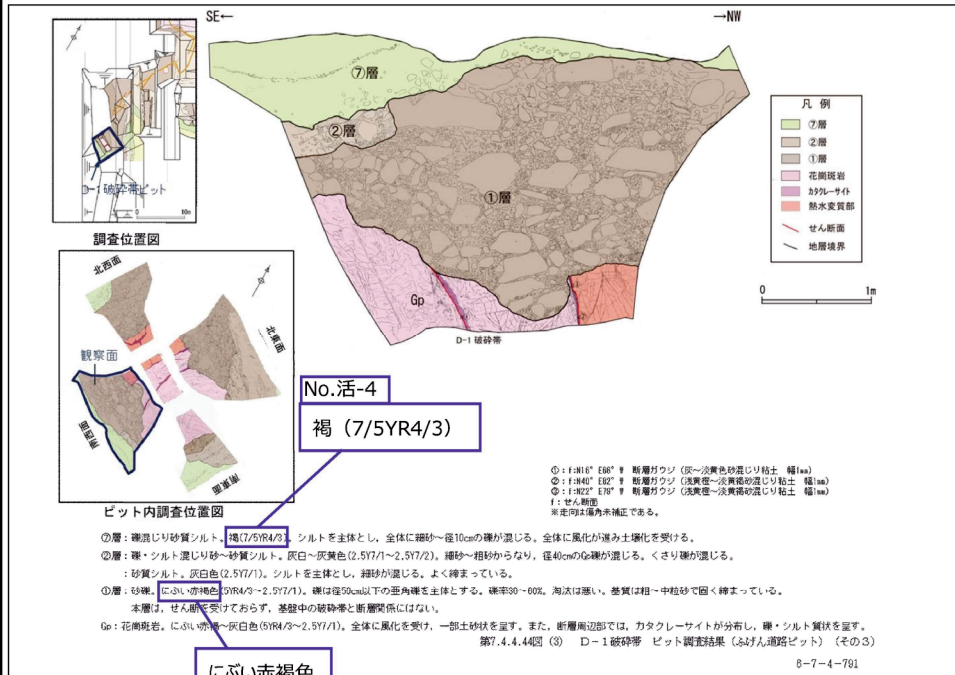 SE←
→NW
⑦層
②層
①層
Gp
D-1破砕帯
D-1破砕帯ピット
10m
調査位置図
凡例
⑦層
②層
①層
花崗斑岩
カタクレーサイト
熱水変質部
せん断面
地層境界
0
1m
北西面
北東面
観察面
南西面
南東面
ピット内調査位置図
No.活-4
褐（7/5YR4/3）
①：f:N16°E66°W 断層ガウジ（灰～淡黄色砂混じり粘土 幅1mm）
②：f:N40°E82°W 断層ガウジ（浅黄橙～淡黄褐砂混じり粘土 幅1mm）
③：f:N22°E79°W 断層ガウジ（浅黄橙～淡黄褐砂混じり粘土 幅1mm）
f：せん断面
※走向は偏角未補正である。
⑦層：礫混じり砂質シルト。褐(7/5YR4/3)。シルトを主体とし，全体に細砂～径10cmの礫が混じる。全体に風化が進み土壌化を受ける。
②層：礫・シルト混じり砂～砂質シルト。灰白～灰黄色(2.5Y7/1～2.5Y7/2)。細砂～粗砂からなり，径40cmのGp礫が混じる。くさり礫が混じる。
：砂質シルト。灰白色(2.5Y7/1)。シルトを主体とし，細砂が混じる。よく締まっている。
①層：砂礫。にぶい赤褐色(5YR4/3～2.5Y7/1)。礫は径50cm以下の亜角礫を主体とする。礫率30～60%。淘汰は悪い。基質は粗～中粒砂で固く締まっている。
本層は，せん断を受けておらず，基盤中の破砕帯と断層関係にはない。
Gp：花崗斑岩。にぶい赤褐～灰白色(5YR4/3～2.5Y7/1)。全体に風化を受け，一部土砂状を呈す。また，断層周辺部では，カタクレーサイトが分布し，礫・シルト質状を呈す。
第7.4.4.44図 (3) D-1破砕帯 ピット調査結果（ふげん道路ピット）（その3）
8-7-4-791
にぶい赤褐色